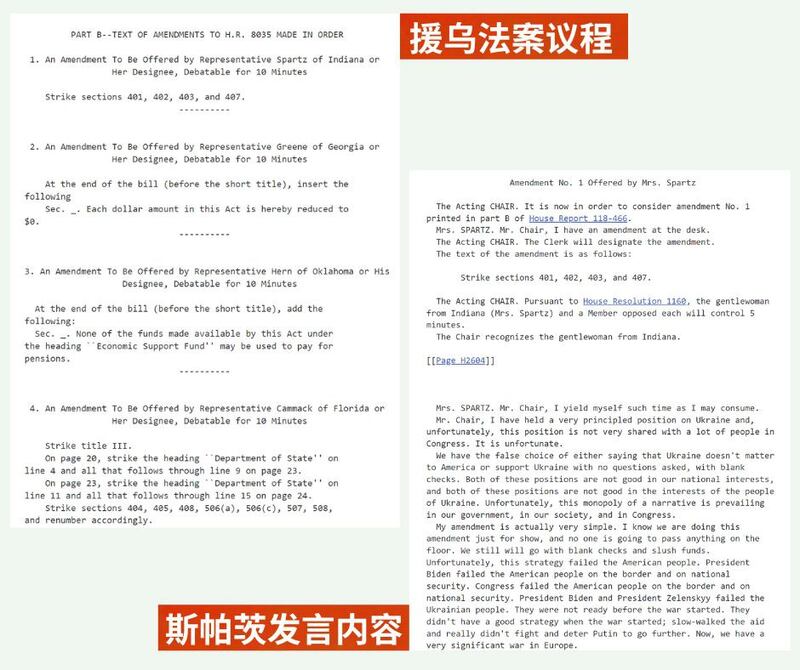 援乌法案议程
PART B--TEXT OF AMENDMENTS TO H.R. 8035 MADE IN ORDER
1. An Amendment To Be Offered by Representative Spartz of Indiana or
Her Designee, Debatable for 10 Minutes
Strike sections 401, 402, 403, and 407.
----------
2. An Amendment To Be Offered by Representative Greene of Georgia or
Her Designee, Debatable for 10 Minutes
At the end of the bill (before the short title), insert the
following
Sec. _. Each dollar amount in this Act is hereby reduced to
$0.
----------
3. An Amendment To Be Offered by Representative Hern of Oklahoma or His
Designee, Debatable for 10 Minutes
At the end of the bill (before the short title), add the
following:
Sec. _. None of the funds made available by this Act under
the heading ``Economic Support Fund'' may be used to pay for
pensions.
----------
4. An Amendment To Be Offered by Representative Cammack of Florida or
Her Designee, Debatable for 10 Minutes
Strike title III.
On page 20, strike the heading ``Department of State'' on
line 4 and all that follows through line 9 on page 23.
On page 23, strike the heading ``Department of State'' on
line 11 and all that follows through line 15 on page 24.
Strike sections 404, 405, 408, 506(a), 506(c), 507, 508,
and renumber accordingly.
Amendment No. 1 Offered by Mrs. Spartz
The Acting CHAIR. It is now in order to consider amendment No. 1
printed in part B of House Report 118-466.
Mrs. SPARTZ. Mr. Chair, I have an amendment at the desk.
The Acting CHAIR. The Clerk will designate the amendment.
The text of the amendment is as follows:
Strike sections 401, 402, 403, and 407.
The Acting CHAIR. Pursuant to House Resolution 1160, the gentlewoman
from Indiana (Mrs. Spartz) and a Member opposed each will control 5
minutes.
The Chair recognizes the gentlewoman from Indiana.
[[Page H2604]]
Mrs. SPARTZ. Mr. Chair, I yield myself such time as I may consume.
Mr. Chair, I have held a very principled position on Ukraine and,
unfortunately, this position is not very shared with a lot of people in
Congress. It is unfortunate.
We have the false choice of either saying that Ukraine doesn't matter
to America or support Ukraine with no questions asked, with blank
checks. Both of these positions are not good in our national interests,
and both of these positions are not good in the interests of the people
of Ukraine. Unfortunately, this monopoly of a narrative is prevailing
in our government, in our society, and in Congress.
My amendment is actually very simple. I know we are doing this
amendment just for show, and no one is going to pass anything on the
floor. We still will go with blank checks and slush funds.
Unfortunately, this strategy failed the American people. President
Biden failed the American people on the border and on national
security. Congress failed the American people on the border and on
national security. President Biden and President Zelenskyy failed the
Ukrainian people. They were not ready before the war started. They
didn't have a good strategy when the war started; slow-walked the aid
and really didn't fight and deter Putin to go further. Now, we have a
very significant war in Europe.
斯帕茨发言内容